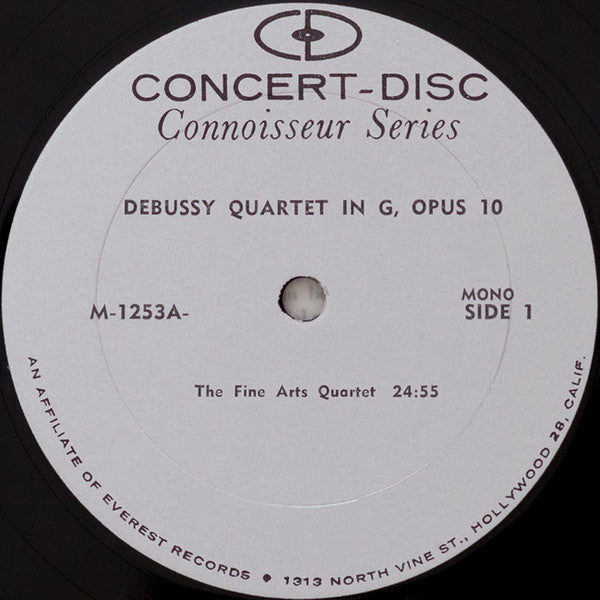 CD
CONCERT-DISC
Connoisseur Series
DEBUSSY QUARTET IN G, OPUS 10
M-1253A-
MONO
SIDE 1
The Fine Arts Quartet 24:55
AN AFFILIATE OF EVEREST RECORDS • 1313 NORTH VINE ST., HOLLYWOOD 28, CALIF.